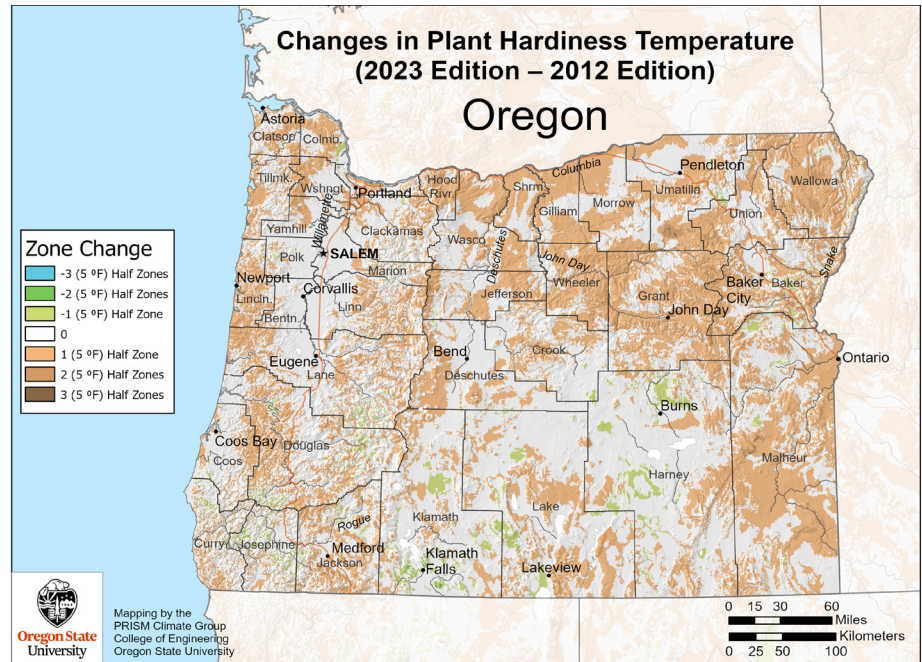 Changes in Plant Hardiness Temperature
(2023 Edition – 2012 Edition)
Oregon
Astoria
Clatsop
Colmb.
Tillmk.
Wshngt.
Portland
Hood
Rivr.
Shrm.
Columbia
Pendleton
Umatilla
Wallowa
Morrow
Gilliam
Union
Yamhill
Willamette
Clackamas
Wasco
Deschutes
Polk
SALEM
Marion
John Day
Wheeler
Grant
Baker
City
Baker
Snake
Newport
Lincln.
Corvallis
Bentn.
Linn
Jefferson
John Day
Eugene
Lane
Bend
Deschutes
Crook
Ontario
Burns
Coos Bay
Coos
Douglas
Harney
Malheur
Lake
Klamath
Rogue
Curry
Josephine
Medford
Jackson
Klamath
Falls
Lakeview
Zone Change
-3 (5 ºF) Half Zones
-2 (5 ºF) Half Zones
-1 (5 ºF) Half Zone
0
1 (5 ºF) Half Zone
2 (5 ºF) Half Zones
3 (5 ºF) Half Zones
Oregon State
University
Mapping by the
PRISM Climate Group
College of Engineering
Oregon State University
0 15 30 60
Miles
Kilometers
0 25 50 100